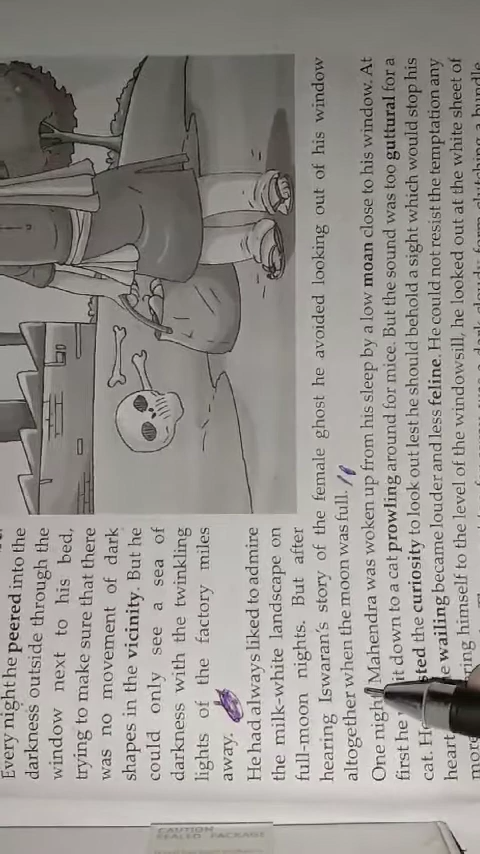 Every night he peered into the
darkness outside through the
window next to his bed,
trying to make sure that there
was no movement of dark
shapes in the vicinity. But he
could only see a sea of
darkness with the twinkling
lights of the factory miles
away.
He had always liked to admire
the milk-white landscape on
full-moon nights. But after
hearing Iswaran's story of the female ghost he avoided looking out of his window
altogether when the moon was full.
One night, Mahendra was woken up from his sleep by a low moan close to his window. At
first he it down to a cat prowling around for mice. But the sound was too guttural for a
cat. He the curiosity to look out lest he should behold a sight which would stop his
heart. wailing became louder and less feline. He could not resist the temptation any
more. himself to the level of the windowsill, he looked out at the white sheet of
CAUTION
SEALED PACKAGE